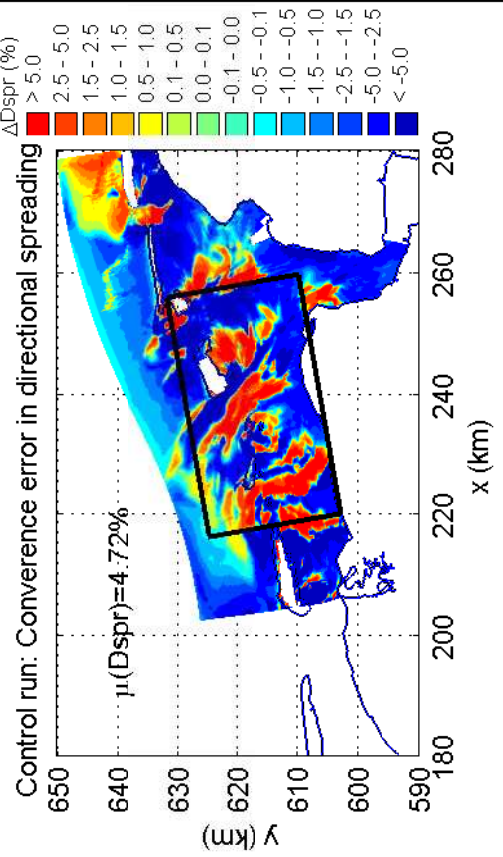 Control run: Converence error in directional spreading
ΔDspr (%)
> 5.0
2.5 - 5.0
1.5 - 2.5
1.0 - 1.5
0.5 - 1.0
0.1 - 0.5
0.0 - 0.1
-0.1 - 0.0
-0.5 - -0.1
-1.0 - -0.5
-1.5 - -1.0
-2.5 - -1.5
-5.0 - -2.5
< -5.0
μ(Dspr)=4.72%
650
640
630
620
610
600
590
y (km)
180 200 220 240 260 280
x (km)